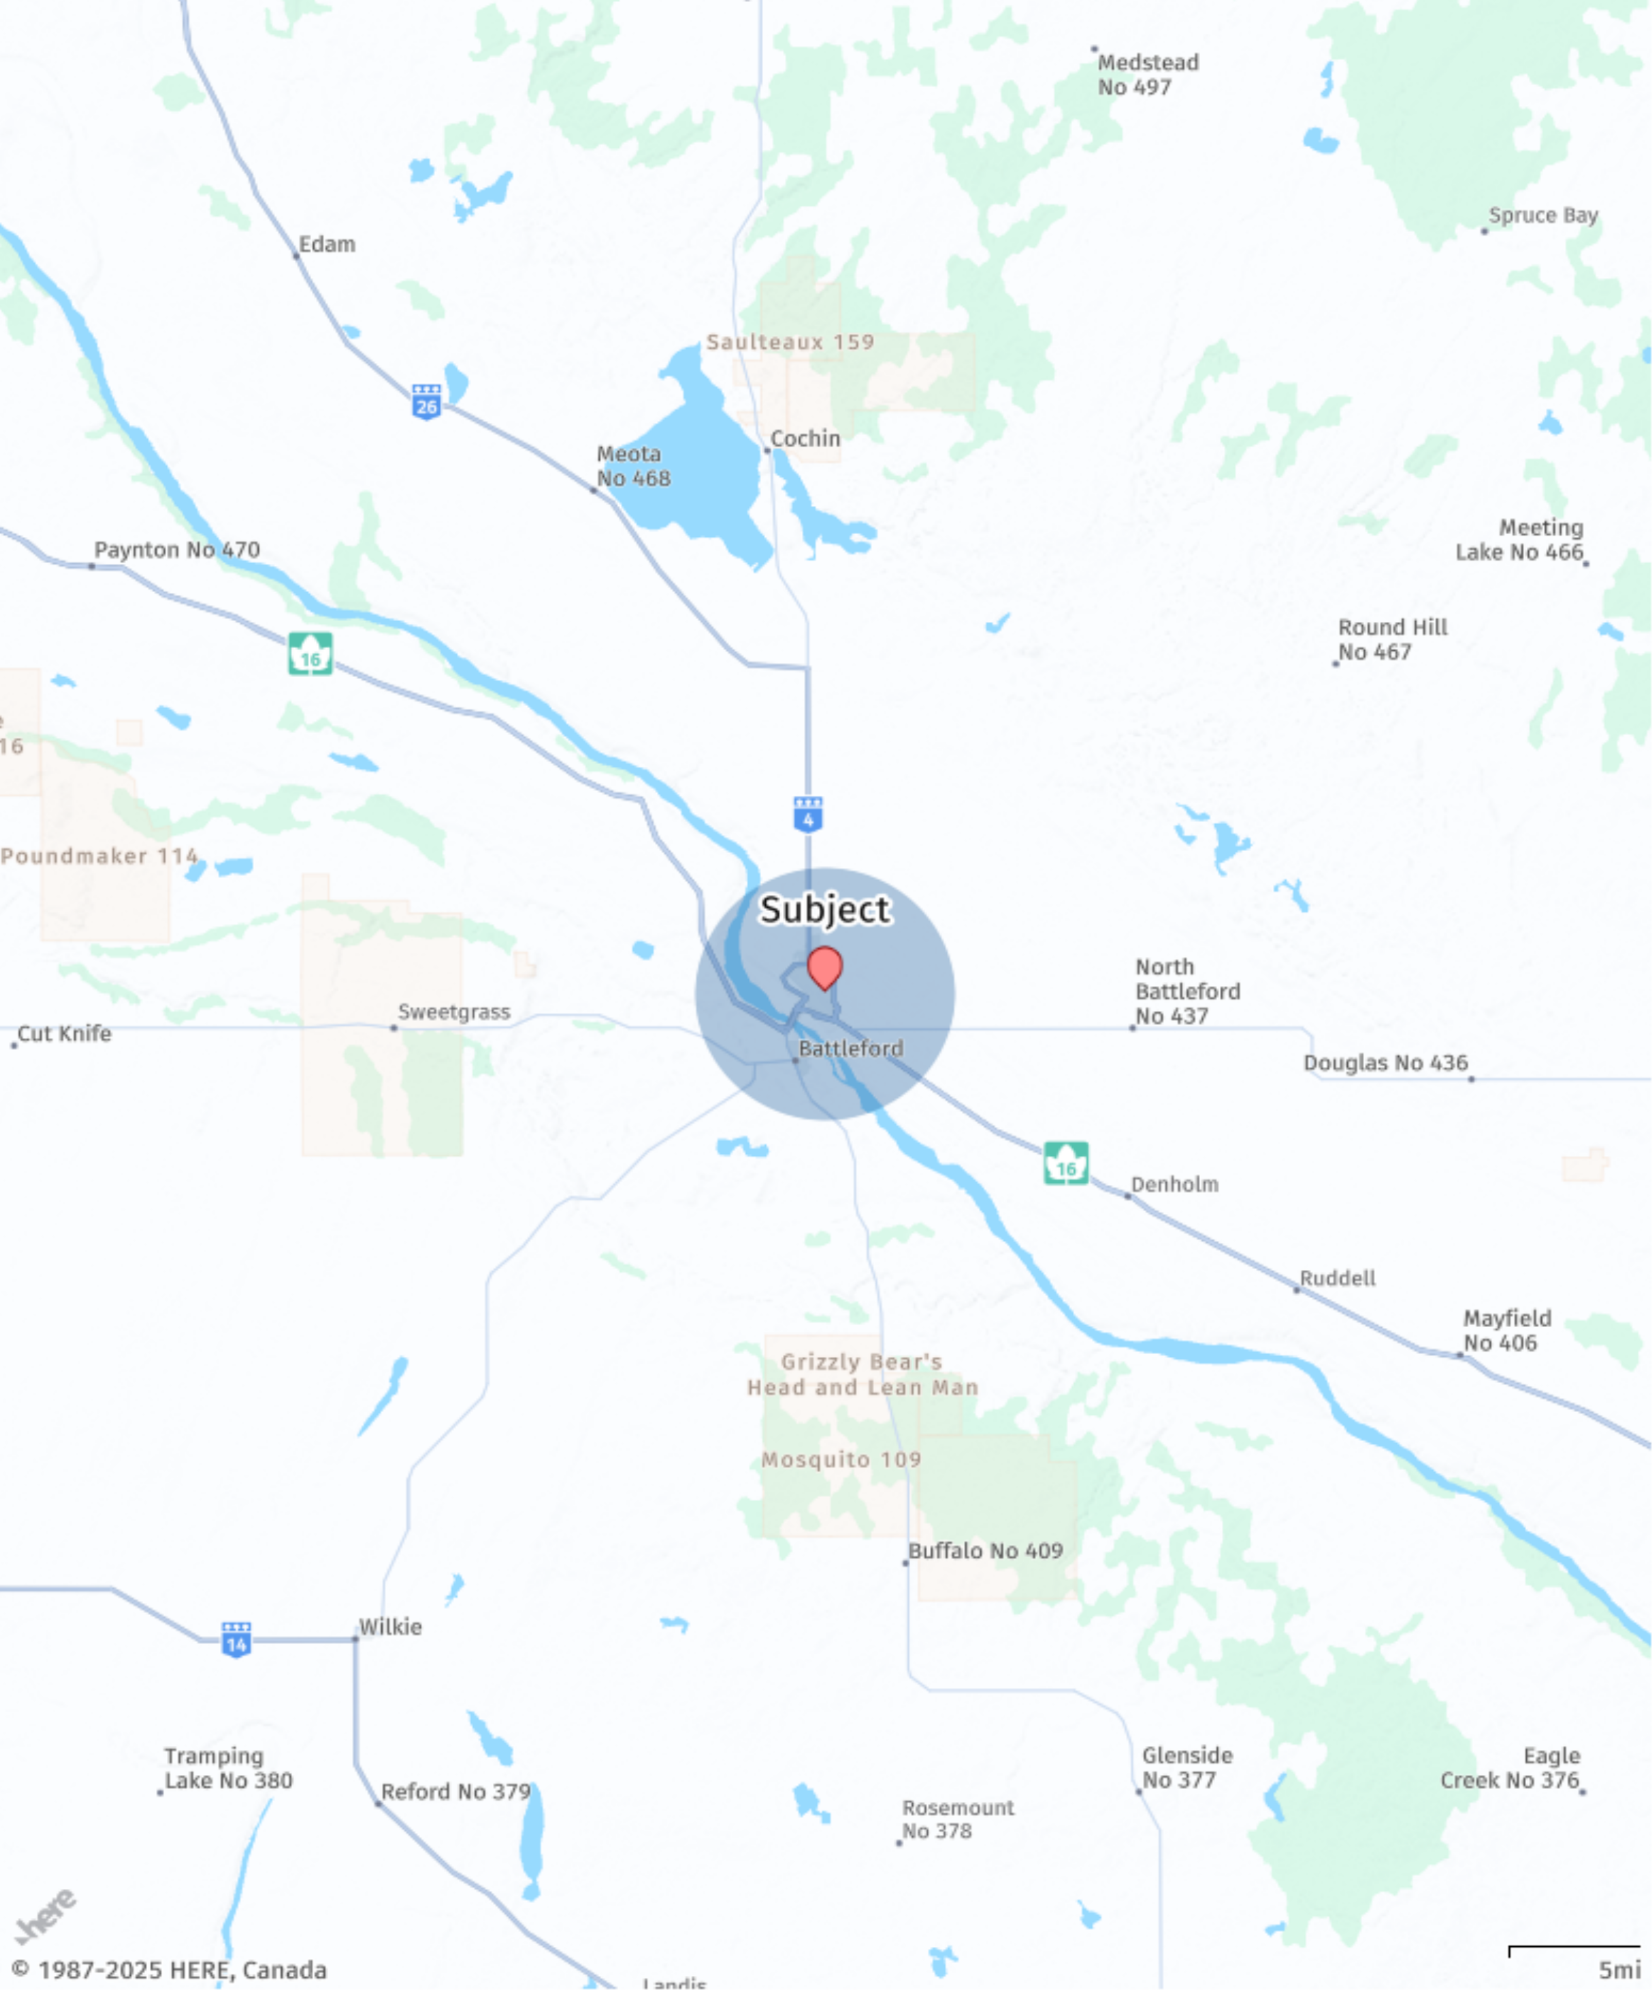 Medstead
No 497
Spruce Bay
Edam
Saulteaux 159
26
Cochin
Meota
No 468
Meeting
Lake No 466
Paynton No 470
Round Hill
No 467
16
e
16
4
Poundmaker 114
Subject
North
Battleford
No 437
Sweetgrass
Cut Knife
Battleford
Douglas No 436
16
Denholm
Ruddell
Mayfield
No 406
Grizzly Bear's
Head and Lean Man
Mosquito 109
Buffalo No 409
Wilkie
14
Tramping
Lake No 380
Reford No 379
Glenside
No 377
Eagle
Creek No 376
Rosemount
No 378
here
© 1987-2025 HERE, Canada
Landis
5mi